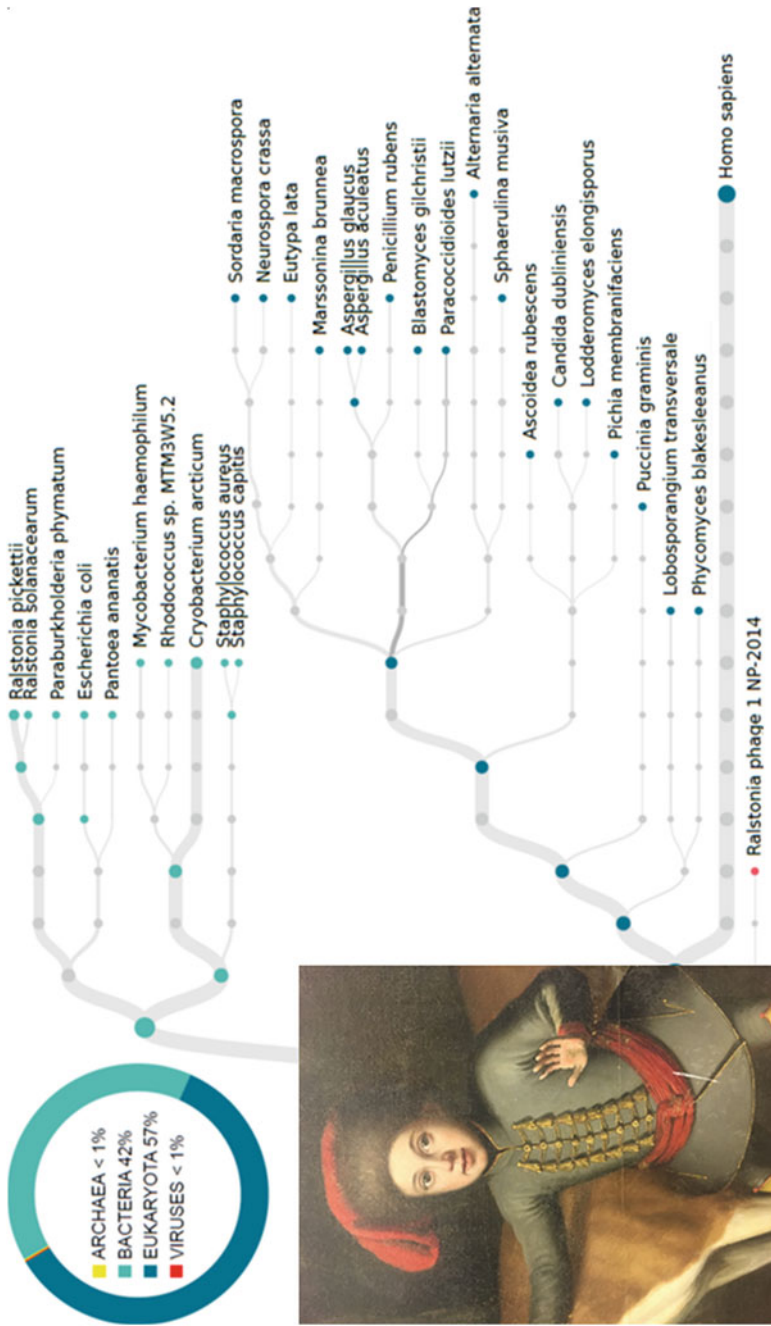 ARCHAEA < 1%
BACTERIA 42%
EUKARYOTA 57%
VIRUSES < 1%
Ralstonia pickettii
Ralstonia solanacearum
Paraburkholderia phymatum
Escherichia coli
Pantoea ananatis
Mycobacterium haemophilum
Rhodococcus sp. MTM3W5.2
Cryobacterium arcticum
Staphylococcus aureus
Staphylococcus capitis
Sordaria macrospora
Neurospora crassa
Eutypa lata
Marssonina brunnea
Aspergillus glaucus
Aspergillus aculeatus
Penicillium rubens
Blastomyces gilchristii
Paracoccidioides lutzii
Alternaria alternata
Sphaerulina musiva
Ascoidea rubescens
Candida dubliniensis
Lodderomyces elongisporus
Pichia membranifaciens
Puccinia graminis
Lobosporangium transversale
Phycomyces blakesleeanus
Homo sapiens
Ralstonia phage 1 NP-2014